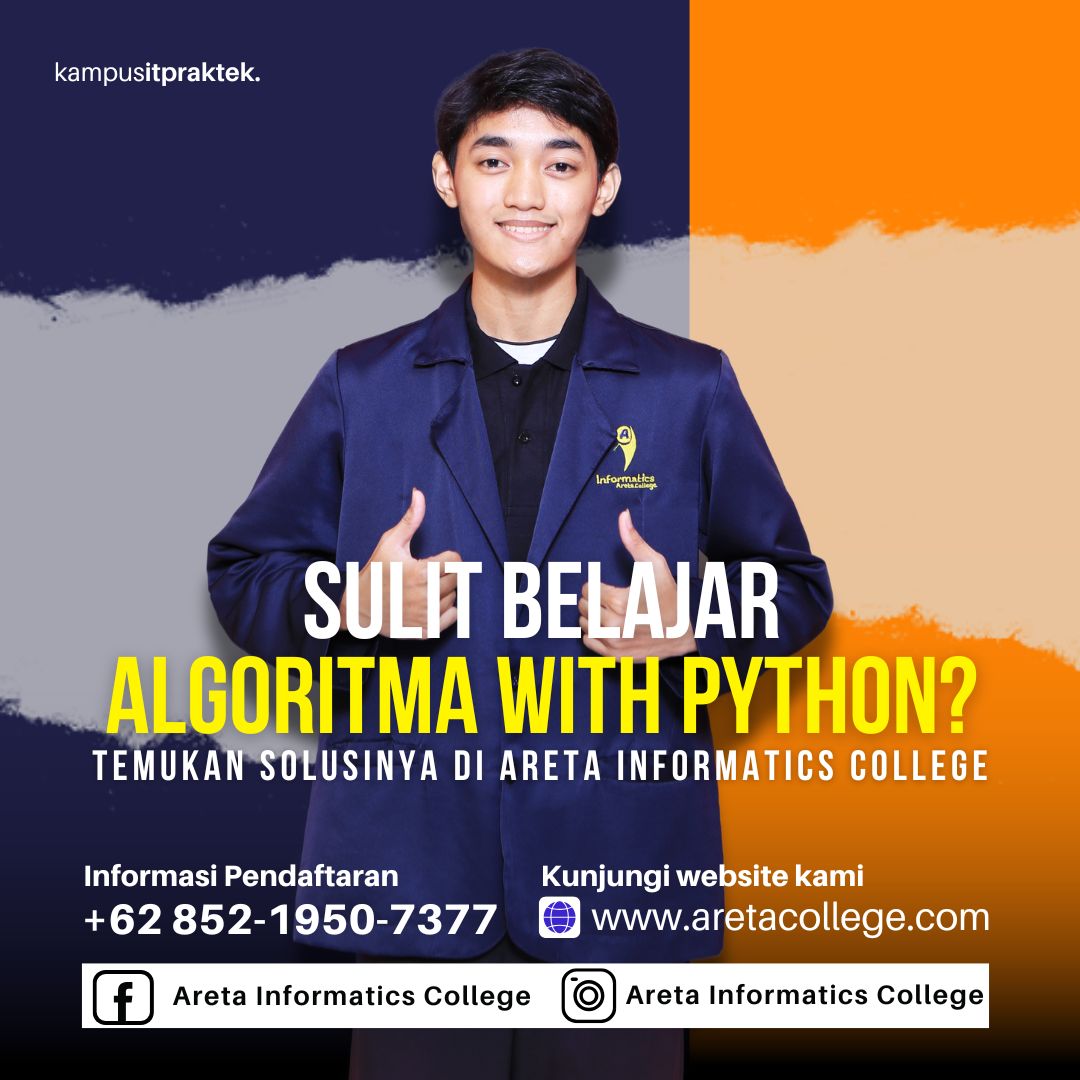 kampusitpraktek.
A
Informatics
Areta College
SULIT BELAJAR
ALGORITMA WITH PYTHON?
TEMUKAN SOLUSINYA DI ARETA INFORMATICS COLLEGE
Informasi Pendaftaran
+62 852-1950-7377
Kunjungi website kami
www.aretacollege.com
Areta Informatics College
Areta Informatics College